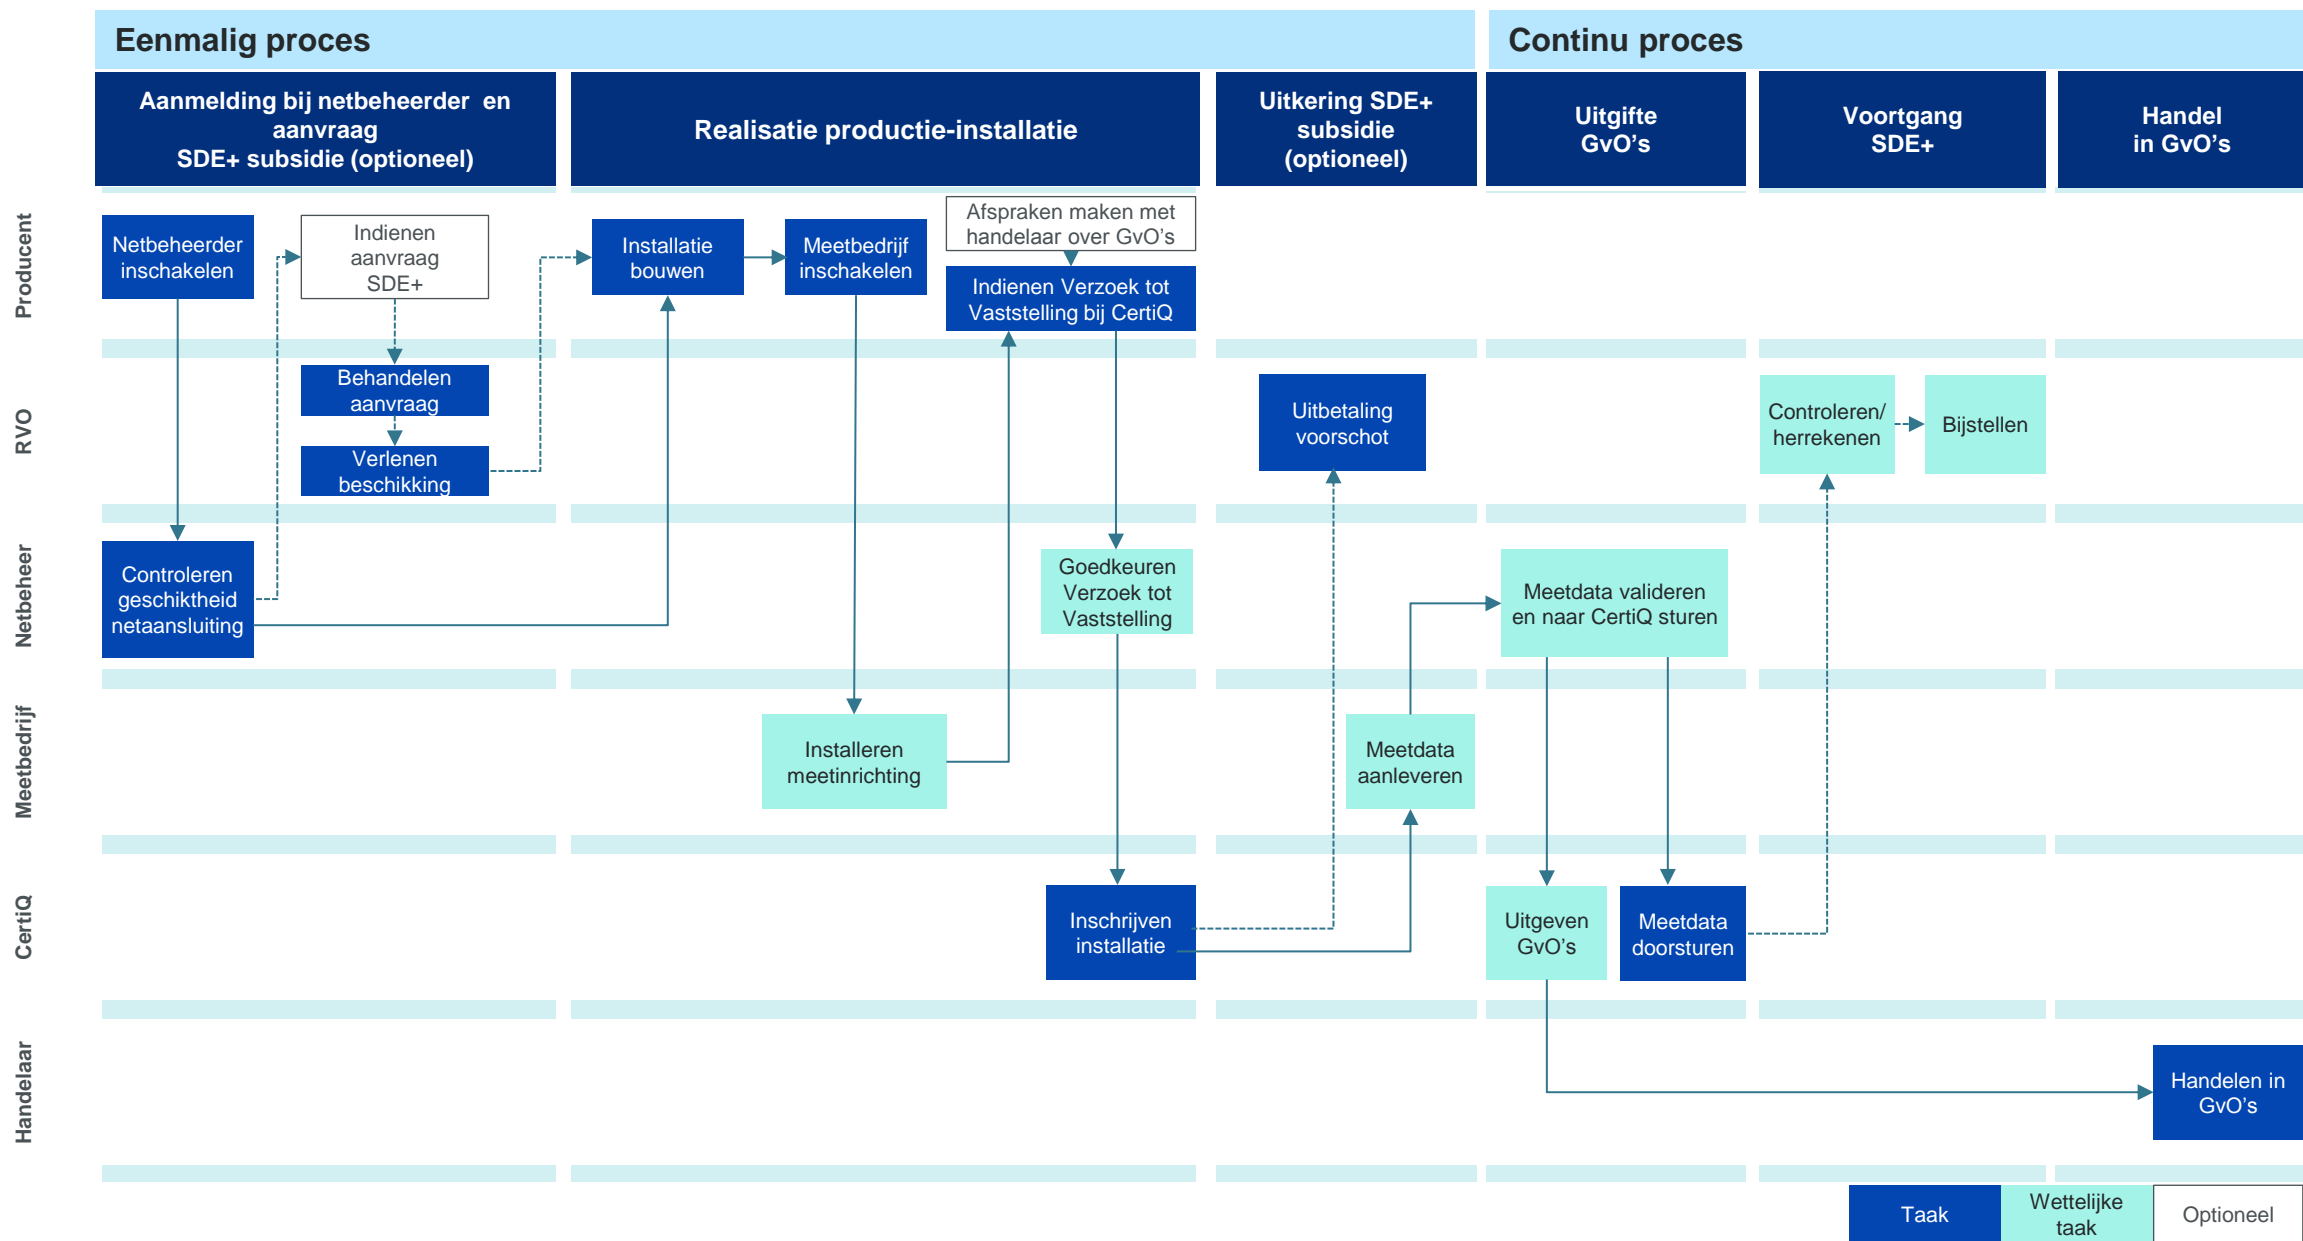 Eenmalig proces
Continu proces
Aanmelding bij netbeheerder en
aanvraag
SDE+ subsidie (optioneel)
Realisatie productie-installatie
Uitkering SDE+
subsidie
(optioneel)
Uitgifte
GvO's
Voortgang
SDE+
Handel
in GvO's
Producent
Netbeheerder
inschakelen
Indienen
aanvraag
SDE+
Installatie
bouwen
Meetbedrijf
inschakelen
Afspraken maken met
handelaar over GvO's
Indienen Verzoek tot
Vaststelling bij CertiQ
RVO
Behandelen
aanvraag
Verlenen
beschikking
Uitbetaling
voorschot
Controleren/
herrekenen
Bijstellen
Netbeheer
Controleren
geschiktheid
netaansluiting
Goedkeuren
Verzoek tot
Vaststelling
Meetdata valideren
en naar CertiQ sturen
Meetbedrijf
Installeren
meetinrichting
Meetdata
aanleveren
CertiQ
Inschrijven
installatie
Uitgeven
GvO's
Meetdata
doorsturen
Handelaar
Handelen in
GvO's
Taak
Wettelijke
taak
Optioneel